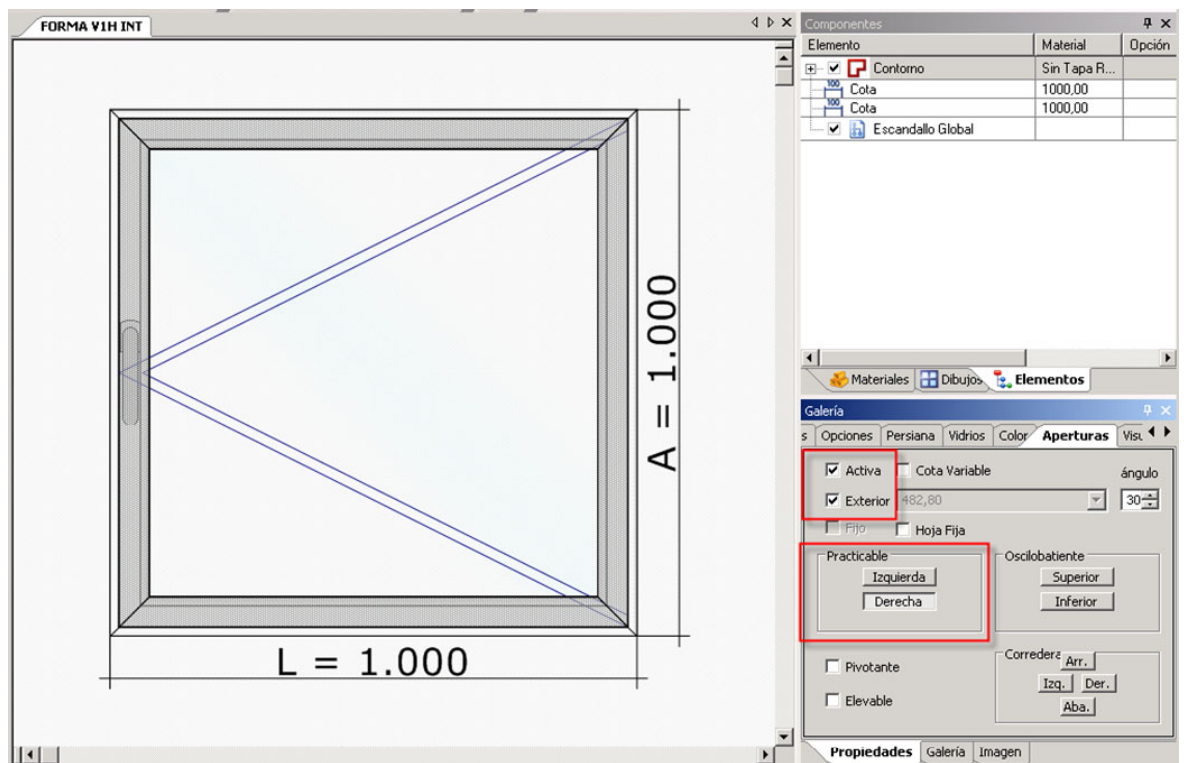 FORMA V1H INT
A = 1.000
L = 1.000
Componentes
Elemento Material Opción
Contorno Sin Tapa R...
100 Cota 1000,00
100 Cota 1000,00
Escandallo Global
Materiales Dibujos Elementos
Galería
s Opciones Persiana Vidrios Color Aperturas Visu
Activa Cota Variable ángulo
Exterior 482,80 30
Fijo Hoja Fija
Practicable Oscilobatiente
Izquierda Superior
Derecha Inferior
Pivotante Corredera Arr.
Izq. Der.
Elevable Aba.
Propiedades Galería Imagen